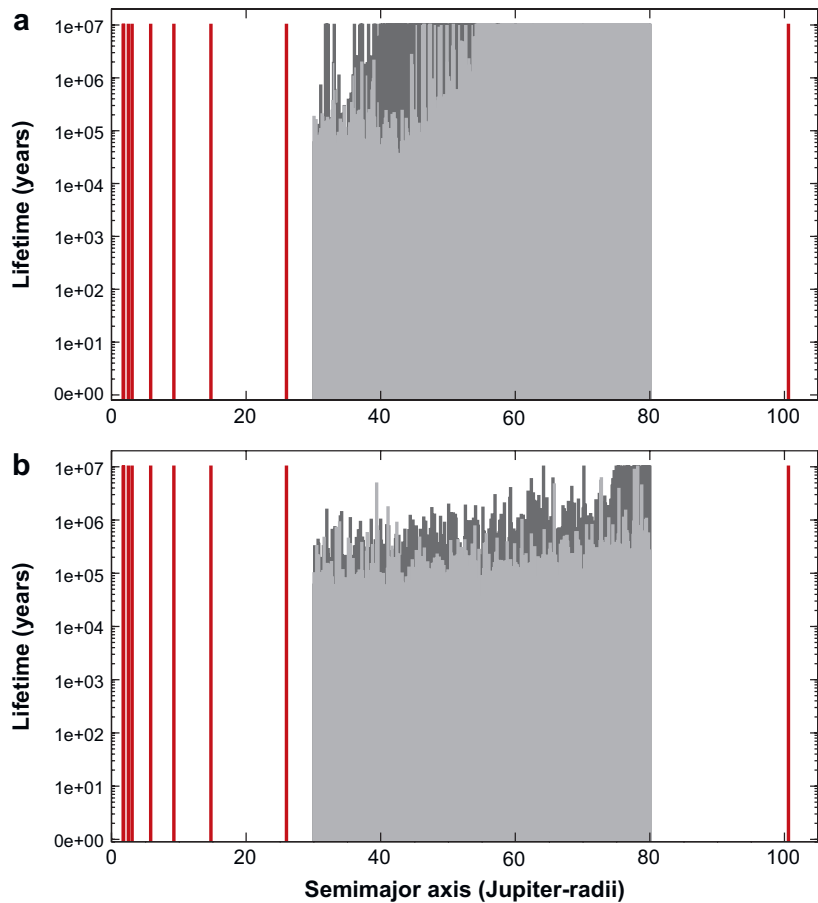 a
Lifetime (years)
1e+07
1e+06
1e+05
1e+04
1e+03
1e+02
1e+01
0e+00
0 20 40 60 80 100
b
Lifetime (years)
1e+07
1e+06
1e+05
1e+04
1e+03
1e+02
1e+01
0e+00
0 20 40 60 80 100
Semimajor axis (Jupiter-radii)